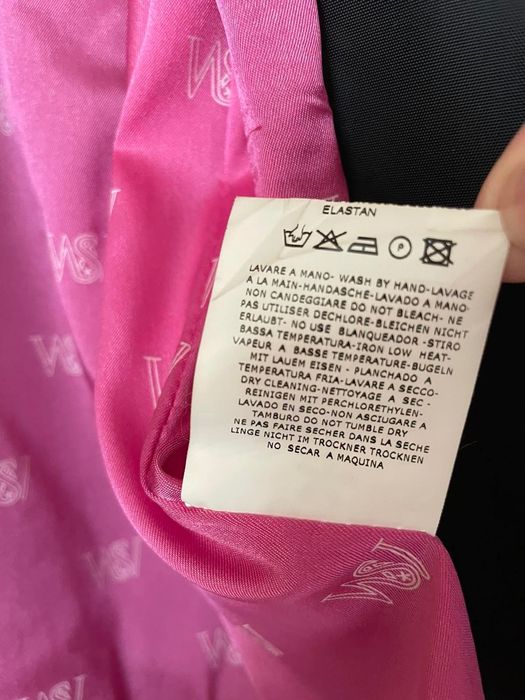 ELASTAN
P
LAVARE A MANO- WASH BY HAND-LAVAGE
A LA MAIN-HANDASCHE-LAVADO A MANO-
NON CANDEGGIARE DO NOT BLEACH- NE
PAS UTILISER DECHLORE-BLEICHEN NICHT
ERLAUBT- NO USE BLANQUEADOR -STIRO
BASSA TEMPERATURA-IRON LOW HEAT-
VAPEUR A BASSE TEMPERATURE-BUGELN
MIT LAUEM EISEN - PLANCHADO A
TEMPERATURA FRIA-LAVARE A SECCO-
DRY CLEANING-NETTOYAGE A SEC -
REINIGEN MIT PERCHLORETHYLEN-
LAVADO EN SECO-NON ASCIUGARE A
TAMBURO DO NOT TUMBLE DRY
NE PAS FAIRE SECHER DANS LA SECHE
LINGE NICHT IM TROCKNER TROCKNEN
NO SECAR A MAQUINA